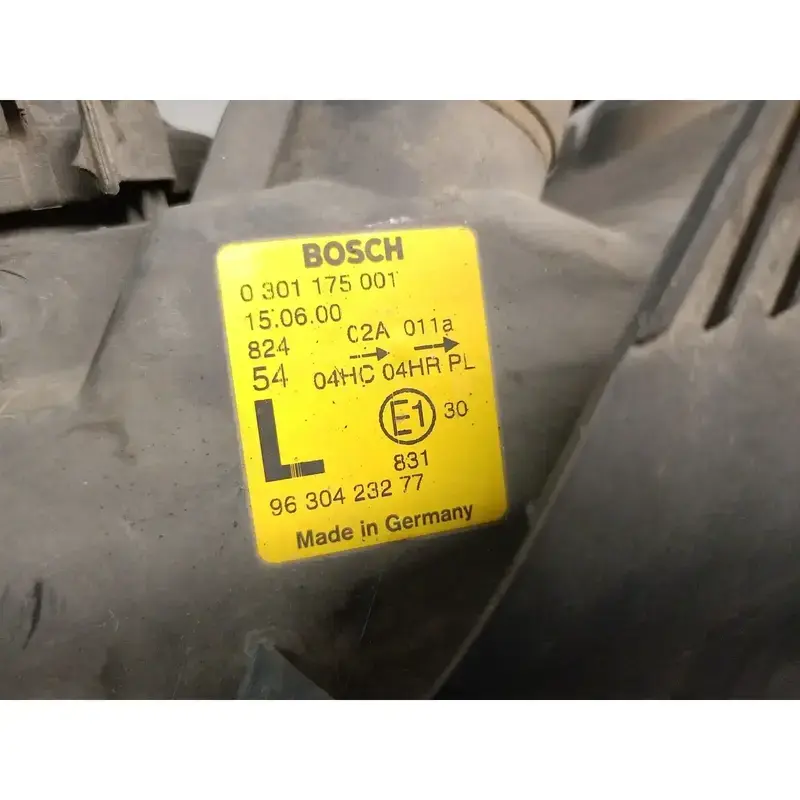 BOSCH
0 301 175 001
15.06.00
824 02A 011a
→ →
54 04HC 04HR PL
L E1 30
831
96 304 232 77
Made in Germany